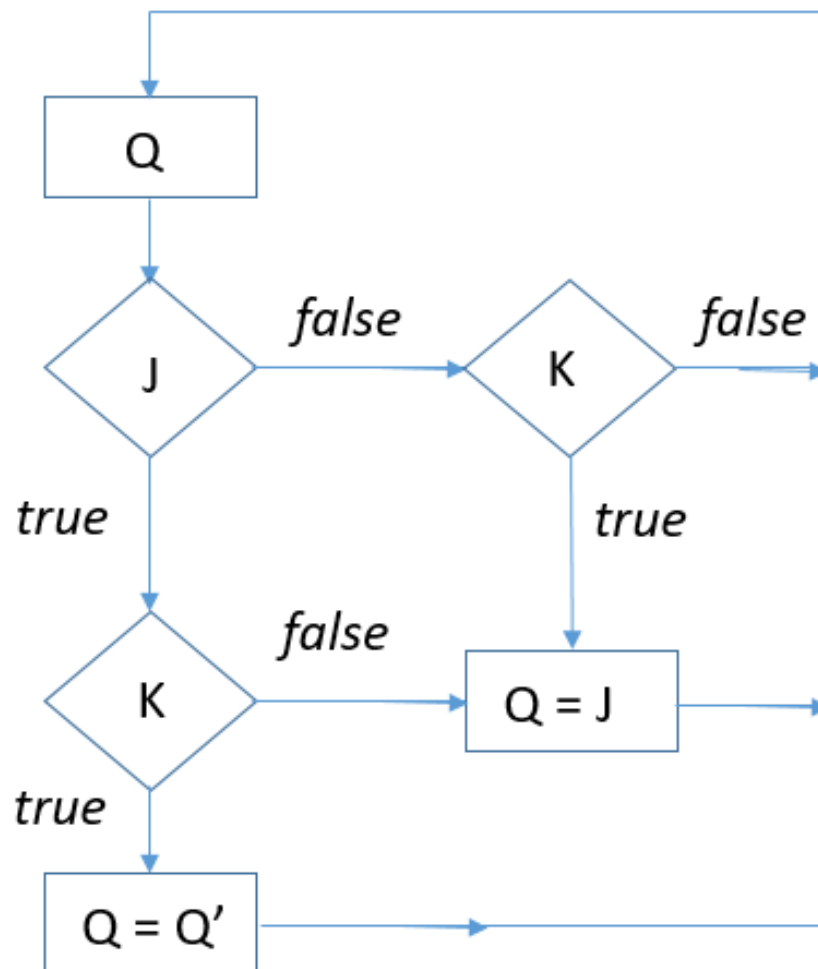 Q
J
false
K
false
true
true
K
false
Q = J
true
Q = Q’